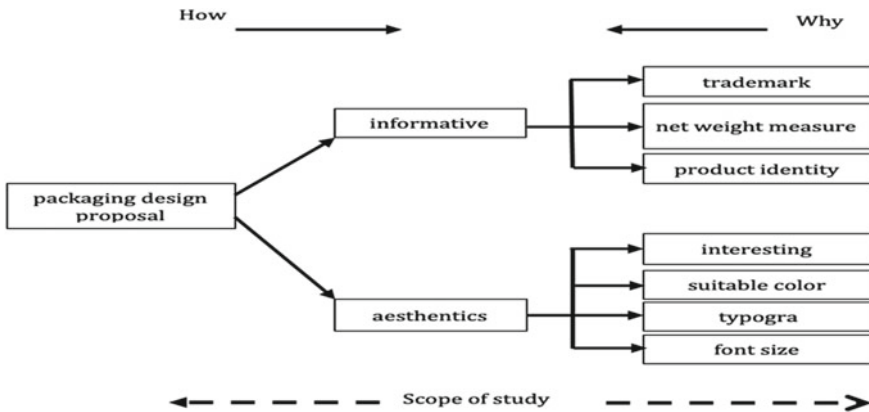 How
Why
trademark
informative
net weight measure
product identity
packaging design
proposal
interesting
suitable color
aesthentics
typogra
font size
Scope of study